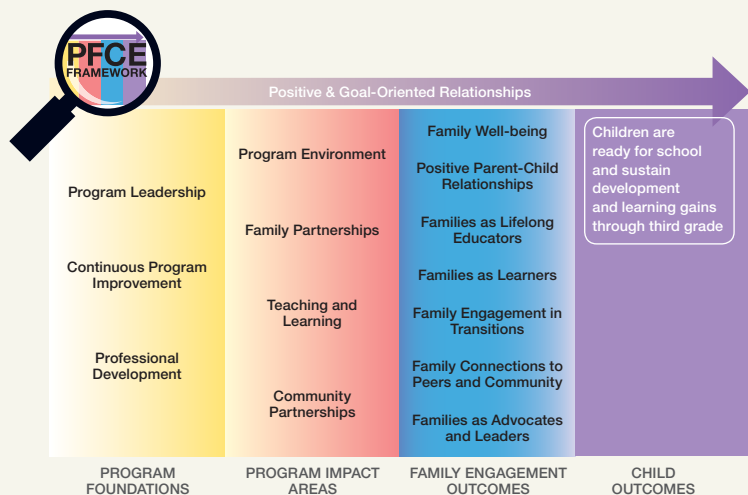 PFCE
FRAMEWORK
Positive & Goal-Oriented Relationships
Program Leadership
Continuous Program
Improvement
Professional
Development
PROGRAM
FOUNDATIONS
Program Environment
Family Partnerships
Teaching and
Learning
Community
Partnerships
PROGRAM IMPACT
AREAS
Family Well-being
Positive Parent-Child
Relationships
Families as Lifelong
Educators
Families as Learners
Family Engagement in
Transitions
Family Connections to
Peers and Community
Families as Advocates
and Leaders
FAMILY ENGAGEMENT
OUTCOMES
Children are
ready for school
and sustain
development
and learning gains
through third grade
CHILD
OUTCOMES